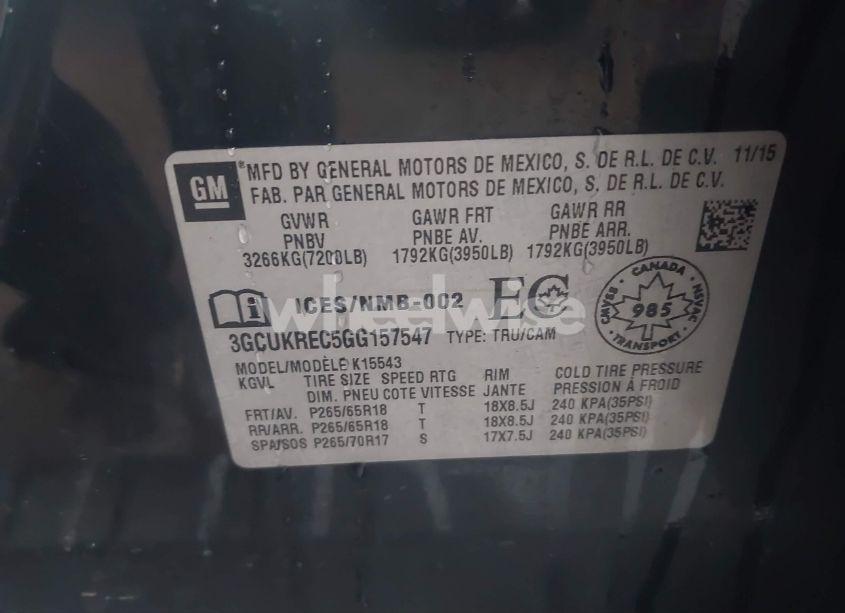 GM
®MFD BY GENERAL MOTORS DE MEXICO, S. DE R.L. DE C.V. 11/15
FAB. PAR GENERAL MOTORS DE MEXICO, S. DE R.L. DE C.V.
GVWR GAWR FRT GAWR RR
PNBV PNBE AV. PNBE ARR.
3266KG(7200LB) 1792KG(3950LB) 1792KG(3950LB)
ICES/NMB-002 EC
wheelwise
CANADA
CMVSS 985 NSVAC
TRANSPORT
3GCUKREC5GG157547 TYPE: TRU/CAM
MODEL/MODÈLE K15543
KGVL TIRE SIZE SPEED RTG RIM COLD TIRE PRESSURE
DIM. PNEU COTE VITESSE JANTE PRESSION À FROID
FRT/AV. P265/65R18 T 18X8.5J 240 KPA(35PSI)
RR/ARR. P265/65R18 T 18X8.5J 240 KPA(35PSI)
SPA/SOS P265/70R17 S 17X7.5J 240 KPA(35PSI)